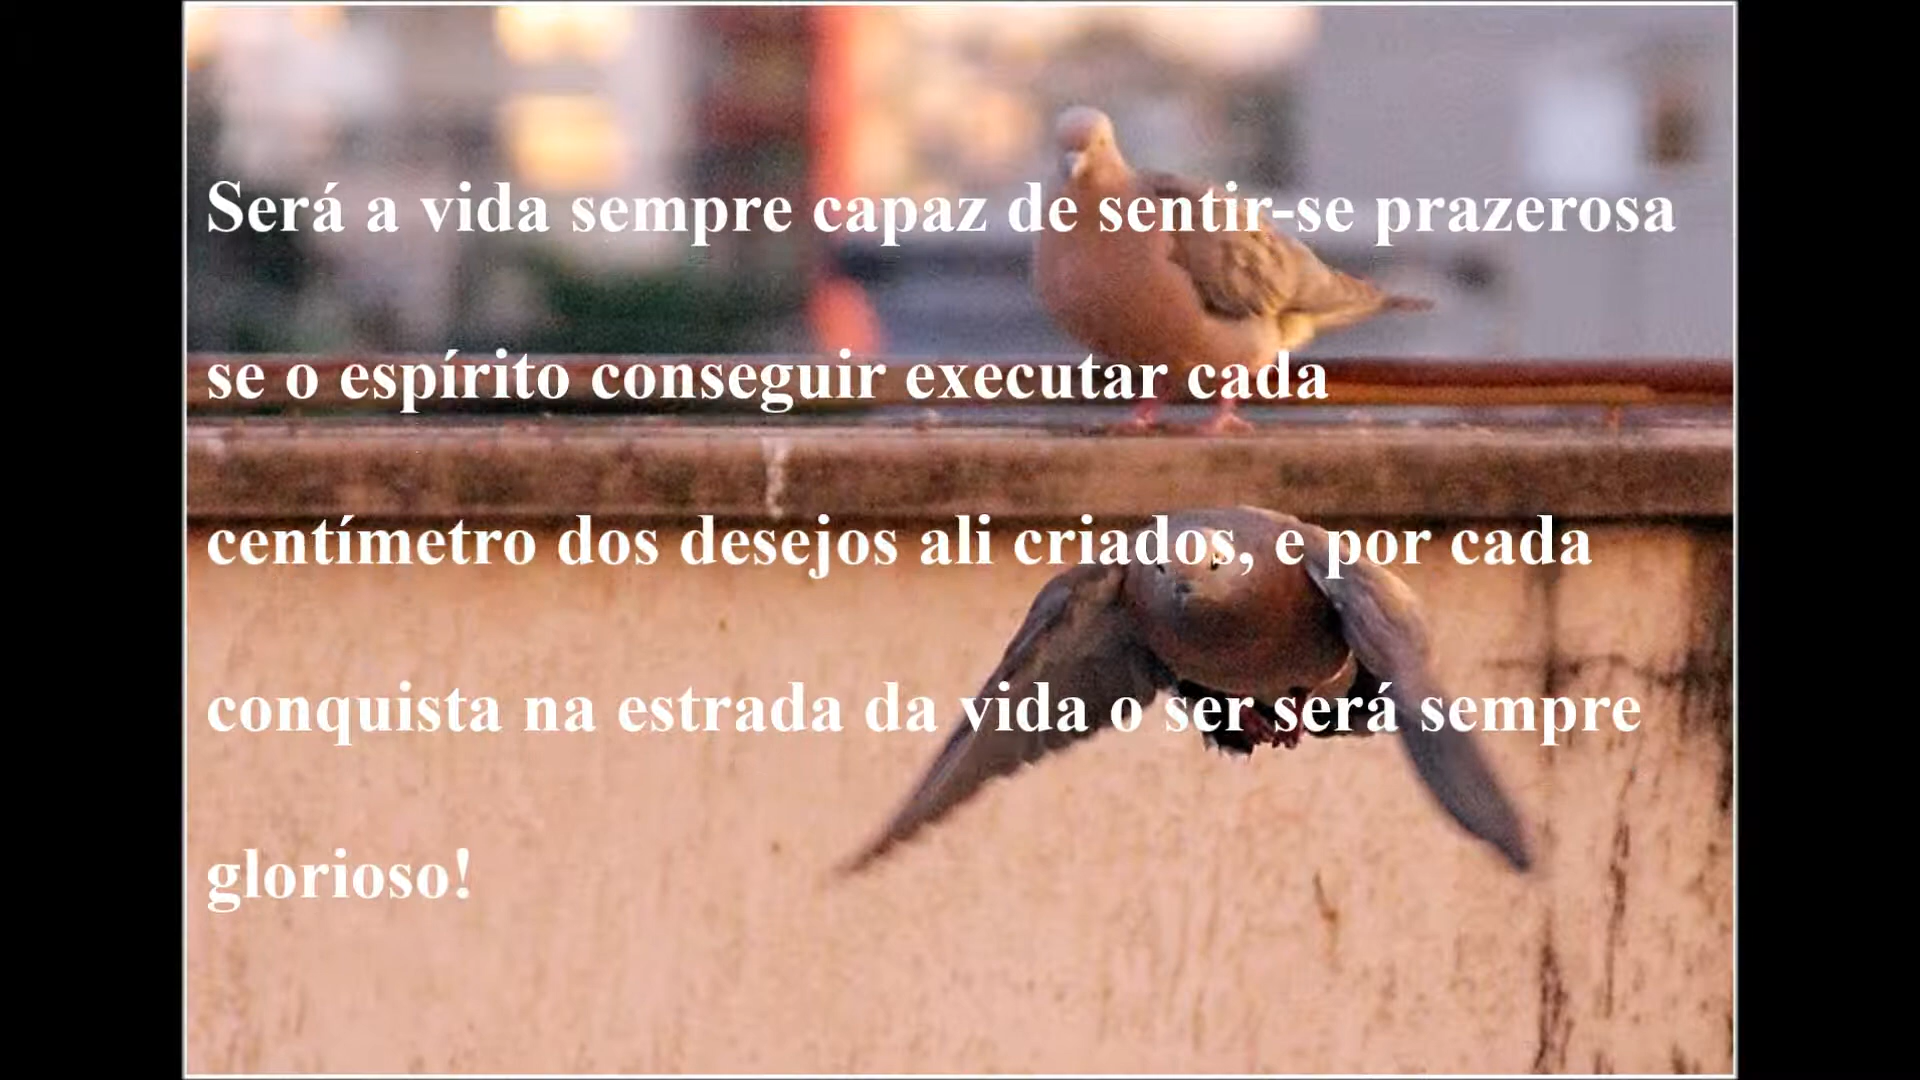 Será a vida sempre capaz de sentir-se prazerosa
se o espírito conseguir executar cada
centímetro dos desejos ali criados, e por cada
conquista na estrada da vida o ser será sempre
glorioso!